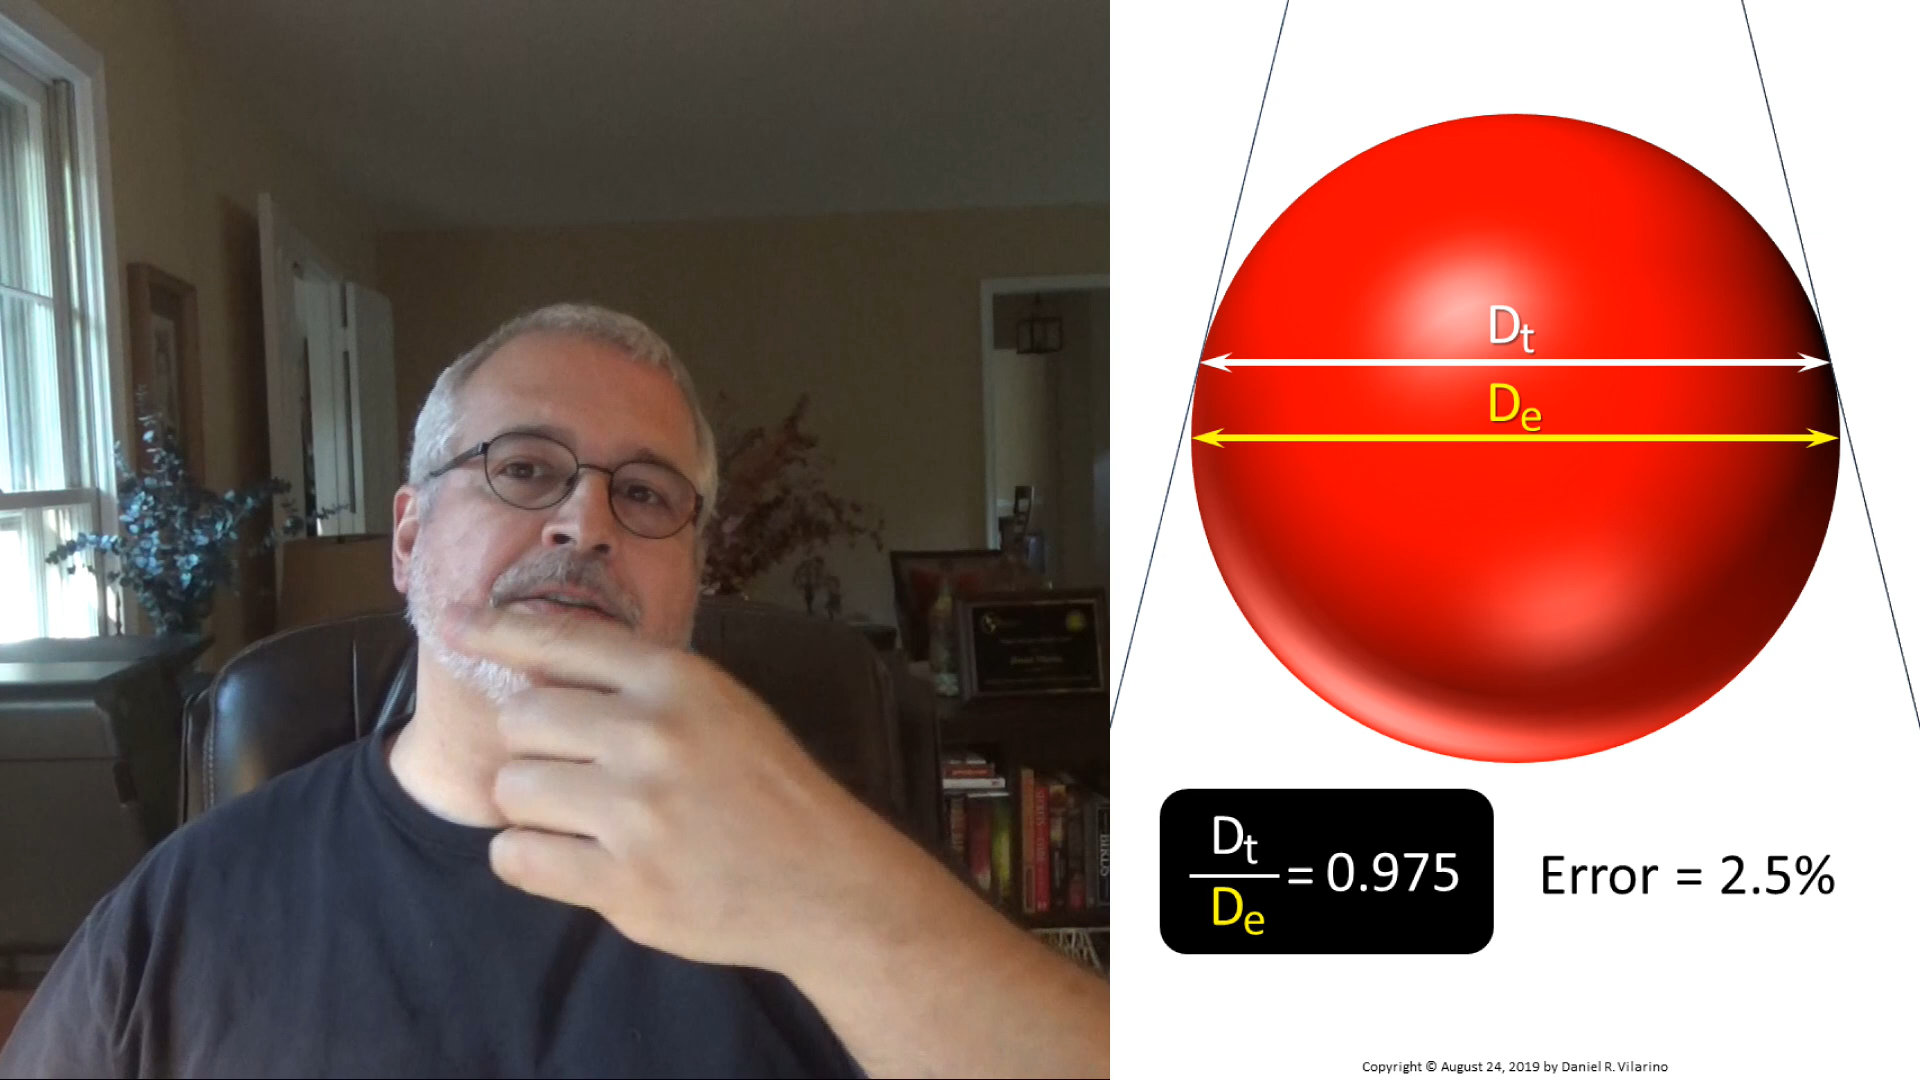 Dt
De
Dt
De
= 0.975
Error = 2.5%
Copyright © August 24, 2019 by Daniel R. Vilarino